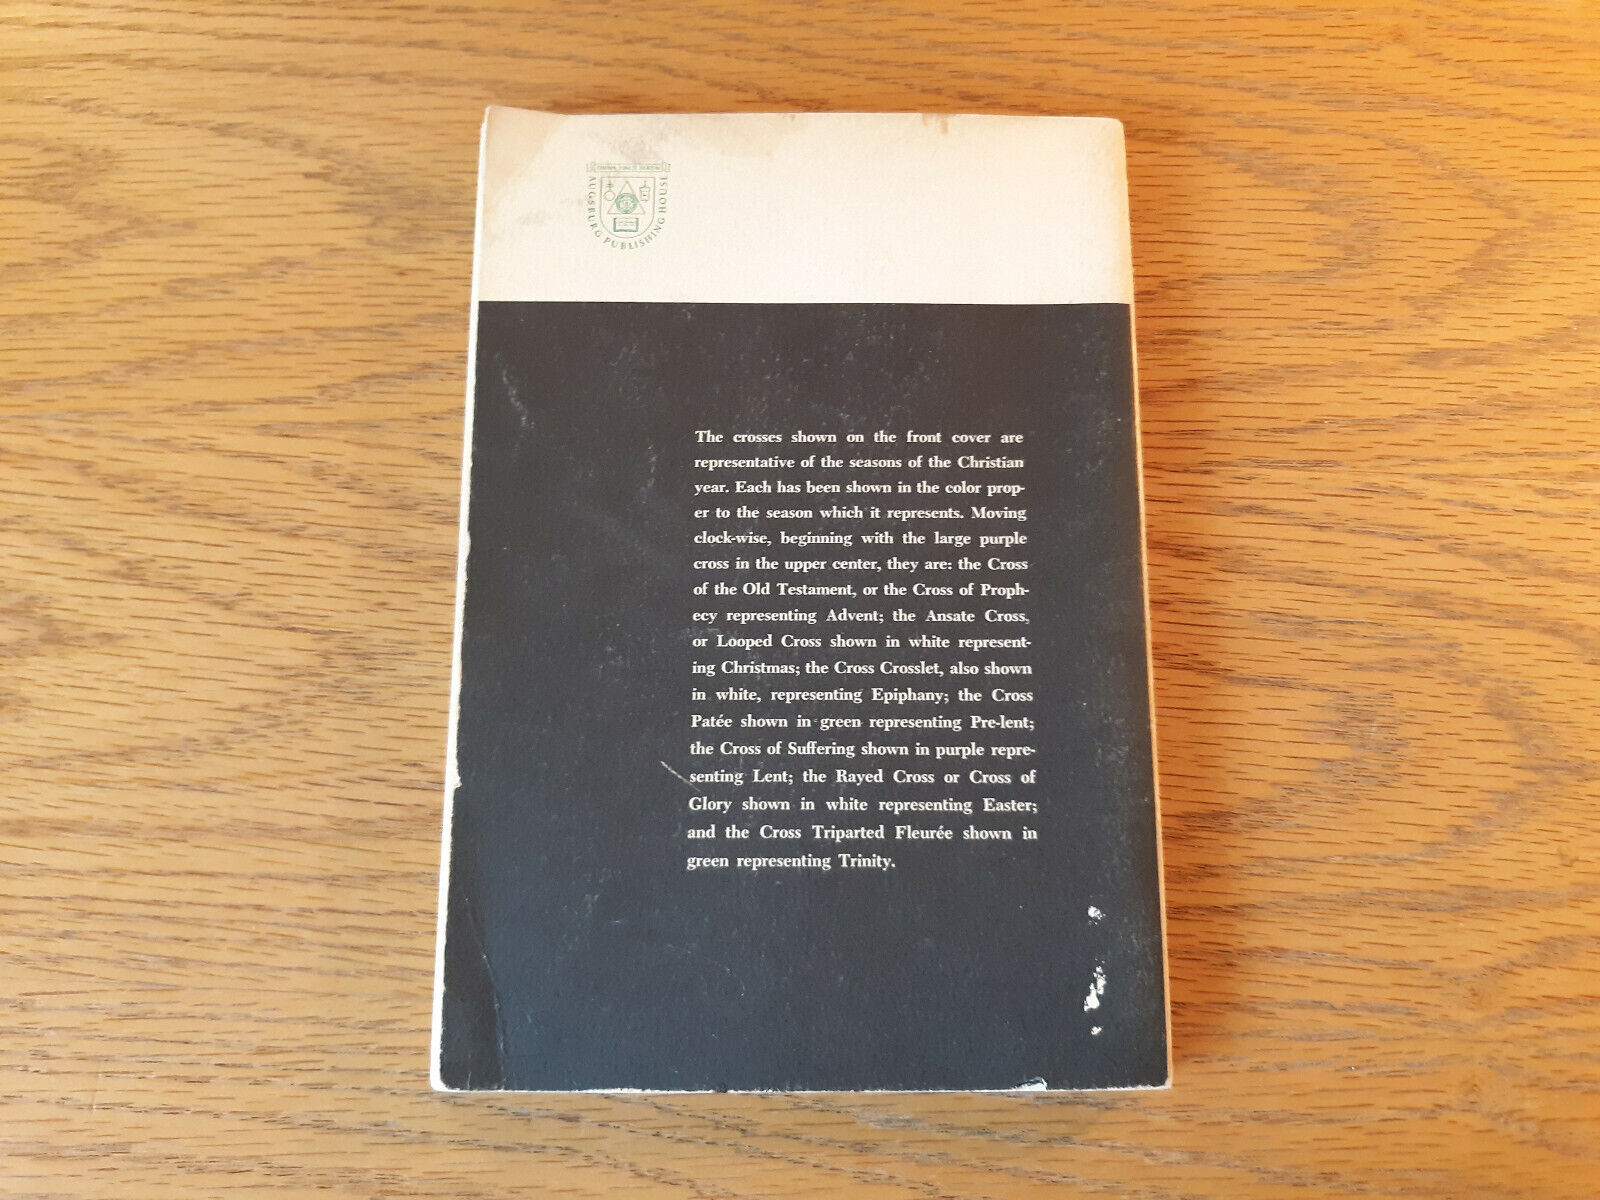 AUGSBURG PUBLISHING HOUSE
The crosses shown on the front cover are
representative of the seasons of the Christian
year. Each has been shown in the color prop-
er to the season which it represents. Moving
clock-wise, beginning with the large purple
cross in the upper center, they are: the Cross
of the Old Testament, or the Cross of Proph-
ecy representing Advent; the Ansate Cross,
or Looped Cross shown in white represent-
ing Christmas; the Cross Crosslet, also shown
in white, representing Epiphany; the Cross
Patée shown in green representing Pre-lent;
the Cross of Suffering shown in purple repre-
senting Lent; the Rayed Cross or Cross of
Glory shown in white representing Easter;
and the Cross Triparted Fleurée shown in
green representing Trinity.